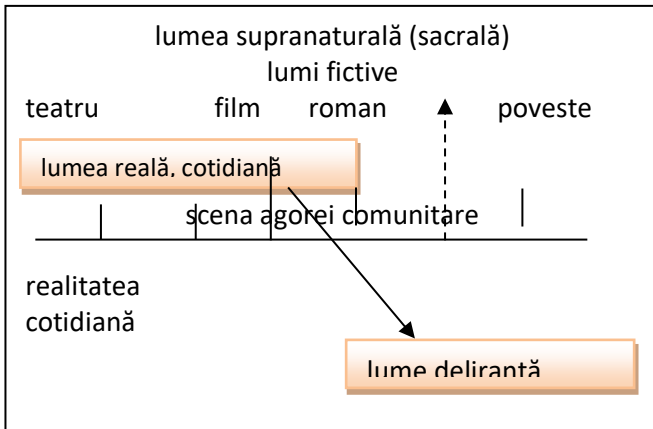 lumea supranaturală (sacrală)
lumi fictive
teatru film roman poveste
lumea reală, cotidiană
scena agorei comunitare
realitatea
cotidiană
lume delirantă